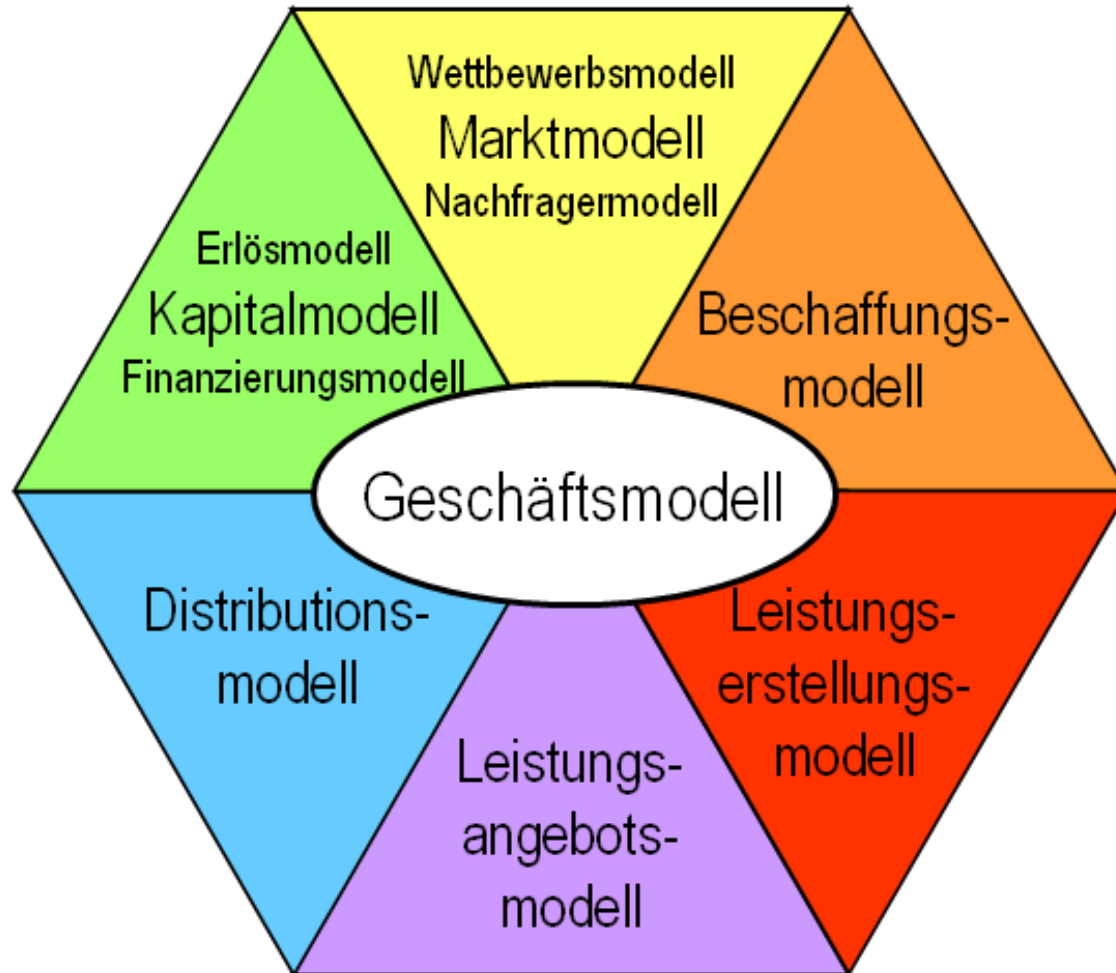 Wettbewerbsmodell
Marktmodell
Nachfragermodell
Erlösmodell
Kapitalmodell
Finanzierungsmodell
Beschaffungs-
modell
Geschäftsmodell
Distributions-
modell
Leistungs-
erstellungs-
modell
Leistungs-
angebots-
modell